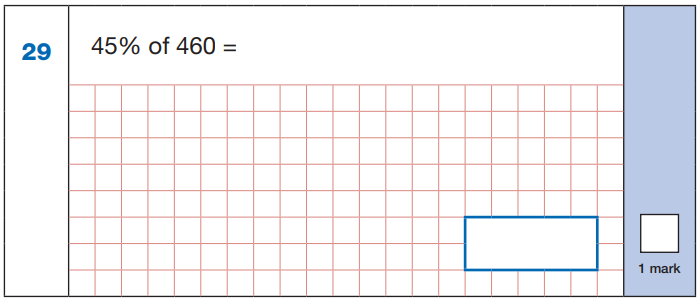 29
45% of 460 =
1 mark